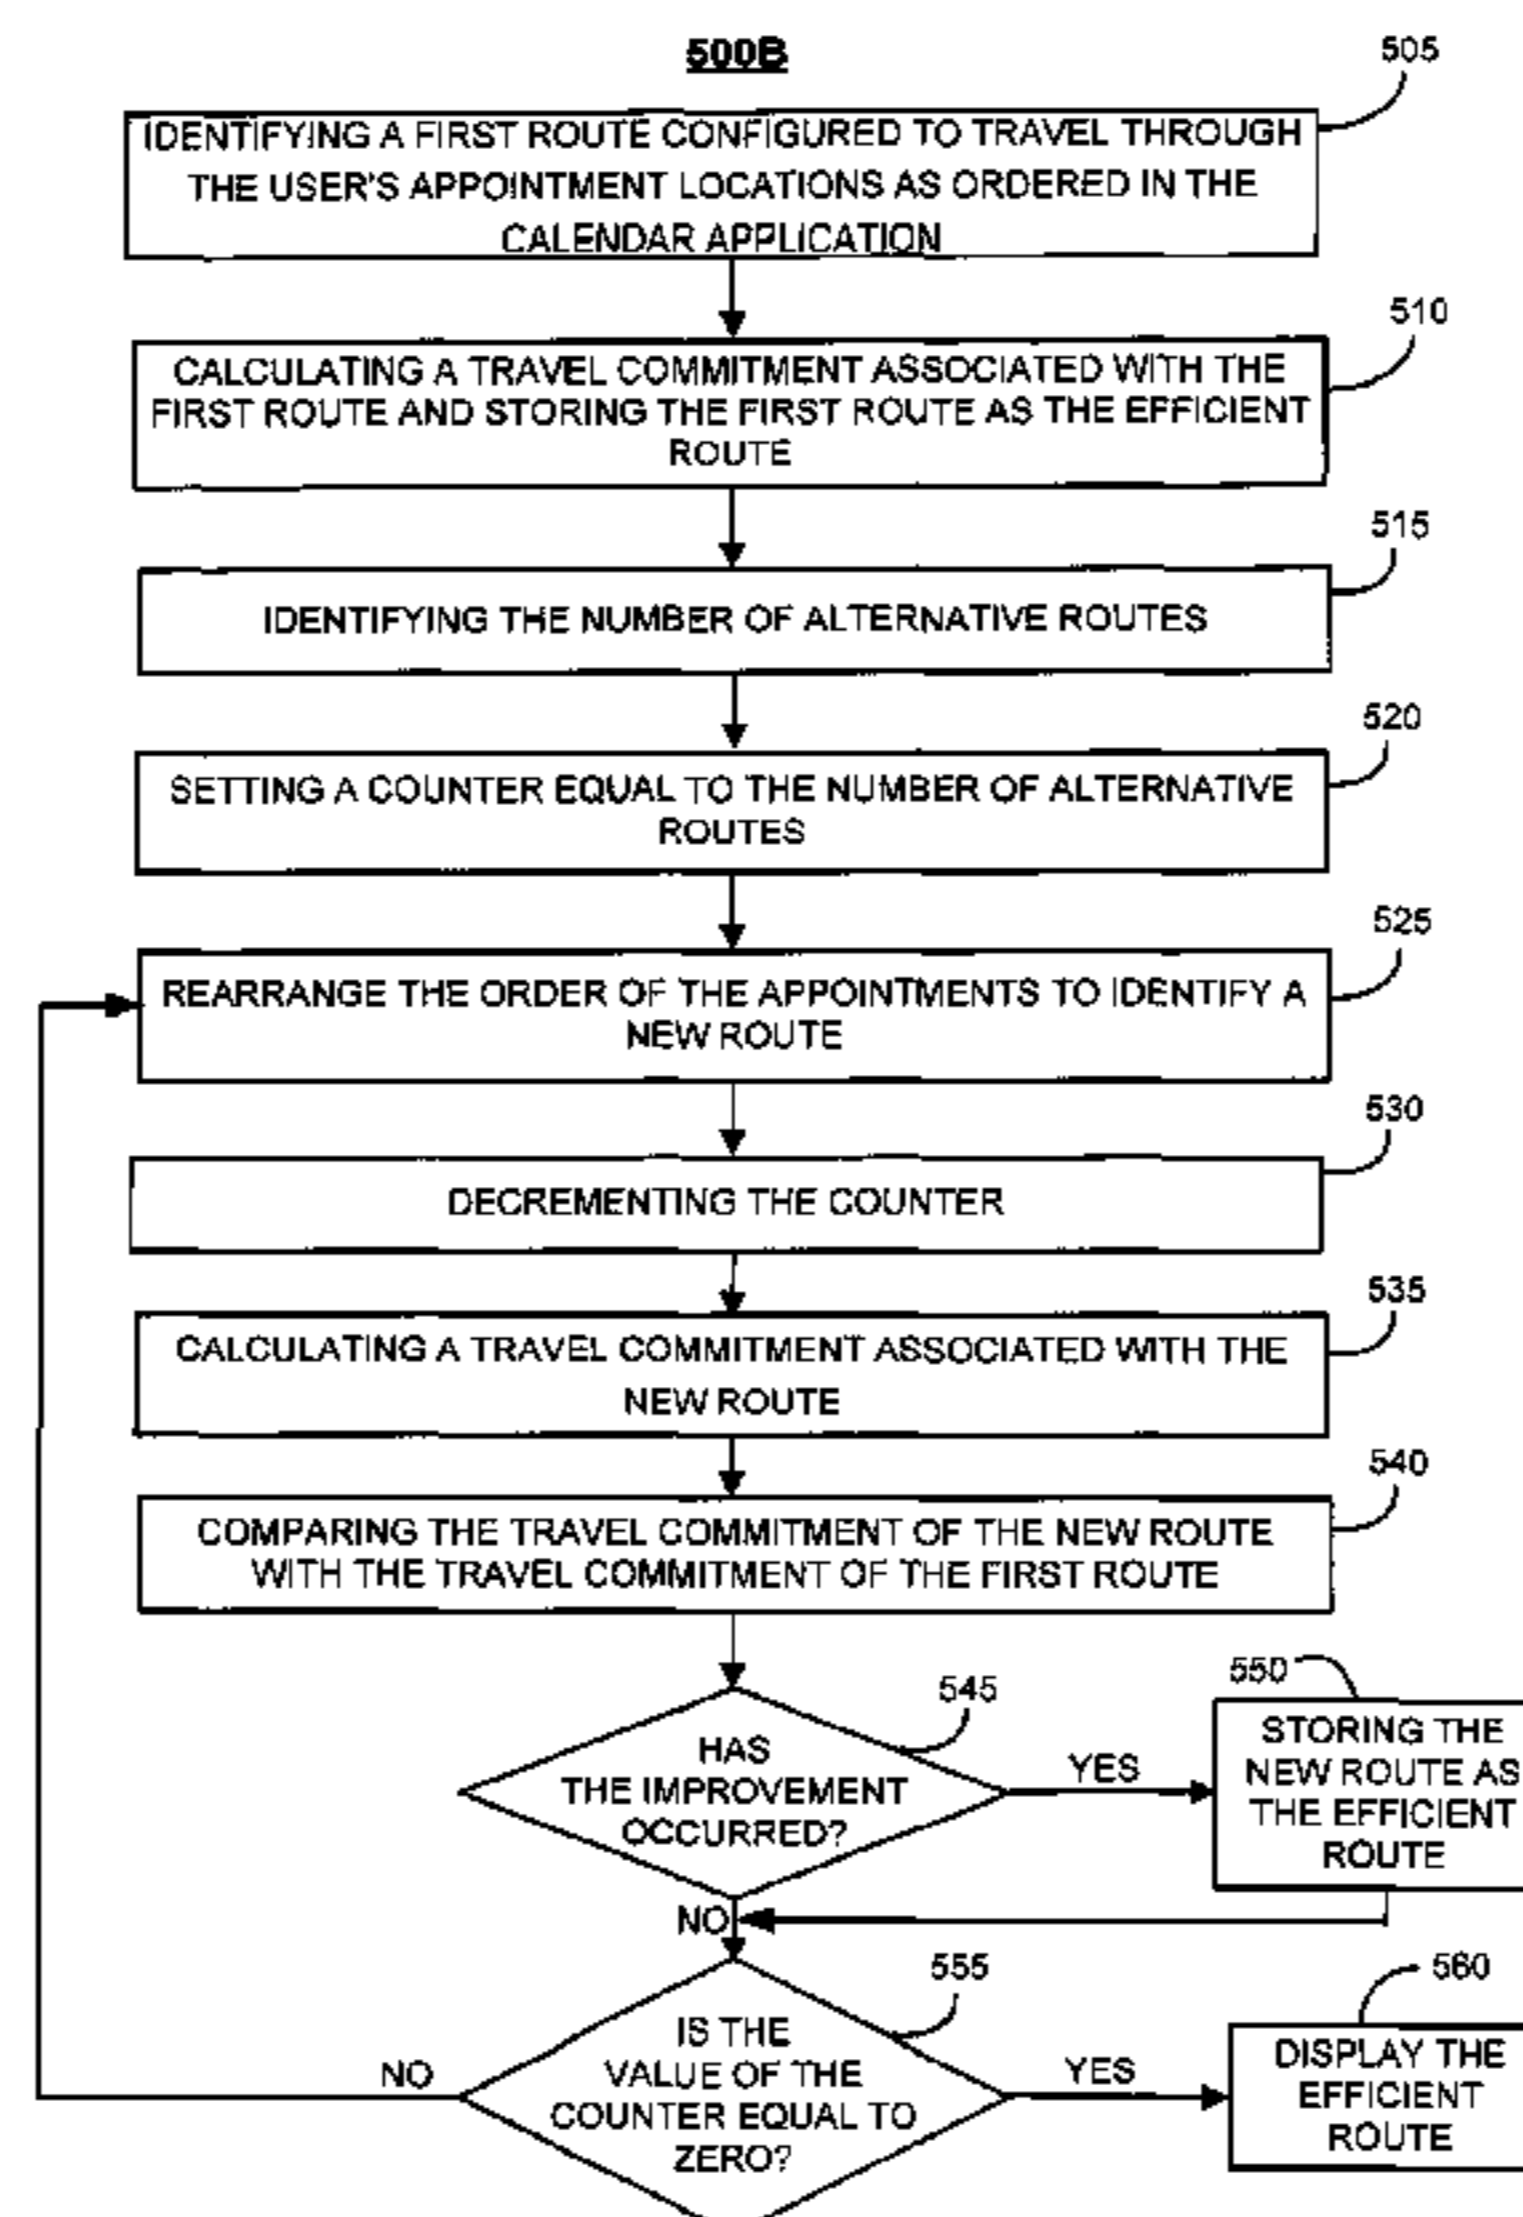 500B
505
IDENTIFYING A FIRST ROUTE CONFIGURED TO TRAVEL THROUGH
THE USER'S APPOINTMENT LOCATIONS AS ORDERED IN THE
CALENDAR APPLICATION
510
CALCULATING A TRAVEL COMMITMENT ASSOCIATED WITH THE
FIRST ROUTE AND STORING THE FIRST ROUTE AS THE EFFICIENT
ROUTE
515
IDENTIFYING THE NUMBER OF ALTERNATIVE ROUTES
520
SETTING A COUNTER EQUAL TO THE NUMBER OF ALTERNATIVE
ROUTES
525
REARRANGE THE ORDER OF THE APPOINTMENTS TO IDENTIFY A
NEW ROUTE
530
DECREMENTING THE COUNTER
535
CALCULATING A TRAVEL COMMITMENT ASSOCIATED WITH THE
NEW ROUTE
540
COMPARING THE TRAVEL COMMITMENT OF THE NEW ROUTE
WITH THE TRAVEL COMMITMENT OF THE FIRST ROUTE
545
HAS
THE IMPROVEMENT
OCCURRED?
YES
550
STORING THE
NEW ROUTE AS
THE EFFICIENT
ROUTE
NO
555
IS THE
VALUE OF THE
COUNTER EQUAL TO
ZERO?
NO
YES
560
DISPLAY THE
EFFICIENT
ROUTE